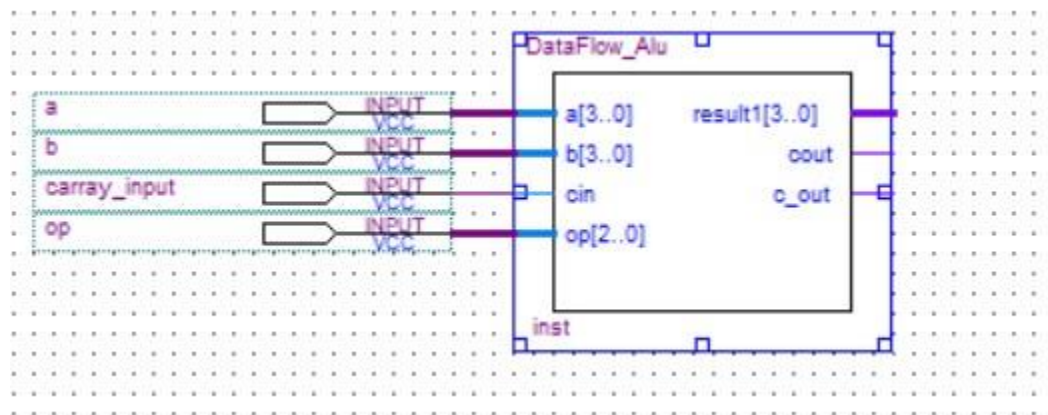 DataFlow_Alu
a INPUT VCC a[3..0] result1[3..0]
b INPUT VCC b[3..0] cout
carray_input INPUT VCC cin c_out
op INPUT VCC op[2..0]
inst